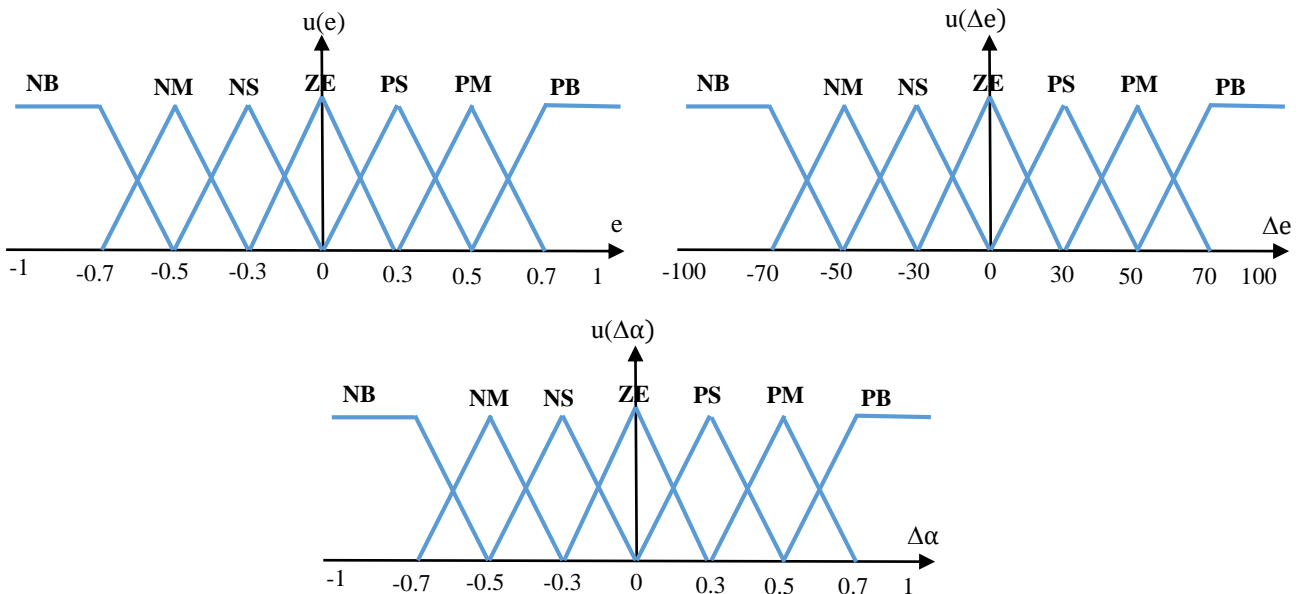 u(e)
NB NM NS ZE PS PM PB
e
-1 -0.7 -0.5 -0.3 0 0.3 0.5 0.7 1
u(Δe)
NB NM NS ZE PS PM PB
Δe
-100 -70 -50 -30 0 30 50 70 100
u(Δα)
NB NM NS ZE PS PM PB
Δα
-1 -0.7 -0.5 -0.3 0 0.3 0.5 0.7 1